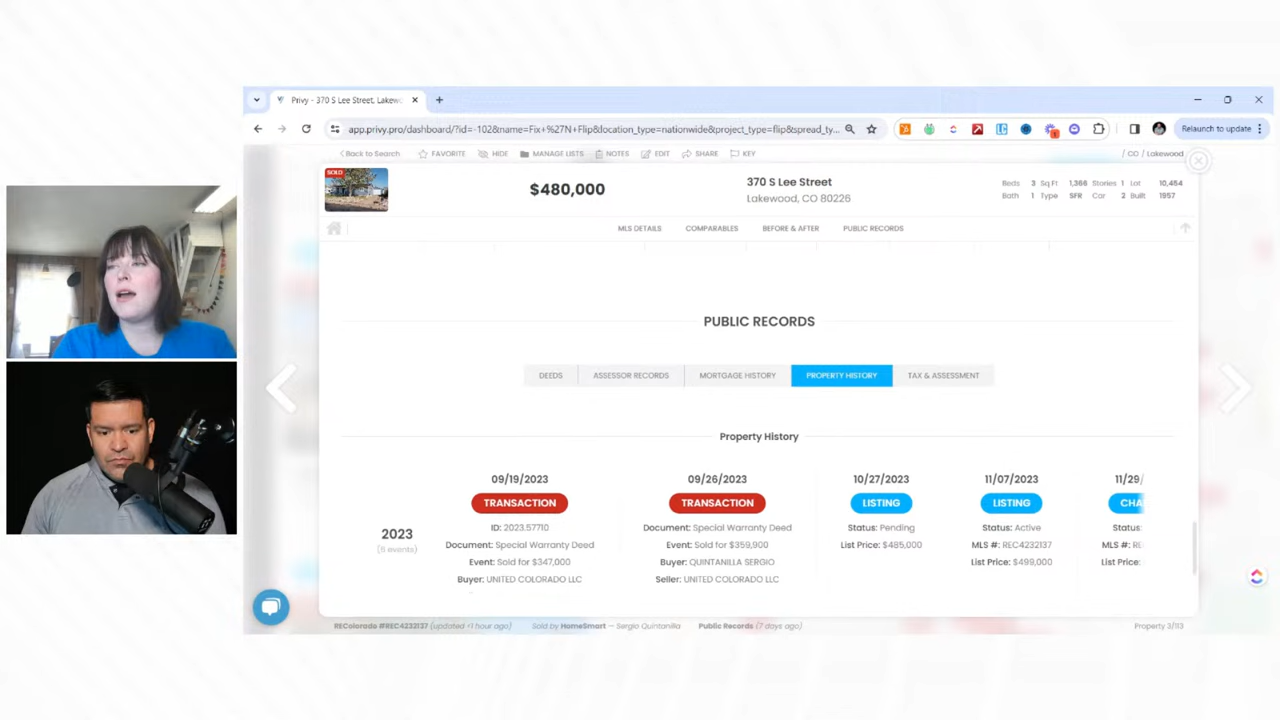 Privy - 370 S Lee Street, Lakew
app.privy.pro/dashboard/?id=-102&name=Fix+%27N+Flip&location_type=nationwide&project_type=flip&spread_ty...
Relaunch to update
Back to Search FAVORITE HIDE MANAGE LISTS NOTES EDIT SHARE KEY / CO / Lakewood
SOLD
$480,000
370 S Lee Street
Lakewood, CO 80226
Beds 3 Sq Ft 1,366 Stories 1 Lot 10,454
Bath 1 Type SFR Car 2 Built 1957
MLS DETAILS COMPARABLES BEFORE & AFTER PUBLIC RECORDS
PUBLIC RECORDS
DEEDS ASSESSOR RECORDS MORTGAGE HISTORY PROPERTY HISTORY TAX & ASSESSMENT
Property History
2023
09/19/2023
TRANSACTION
ID: 2023.57710
Document: Special Warranty Deed
Event: Sold for $347,000
Buyer: UNITED COLORADO LLC
09/26/2023
TRANSACTION
Document: Special Warranty Deed
Event: Sold for $359,900
Buyer: QUINTANILLA SERGIO
Seller: UNITED COLORADO LLC
10/27/2023
LISTING
Status: Pending
List Price: $485,000
11/07/2023
LISTING
Status: Active
MLS #: REC4232137
List Price: $499,000
11/29/
CHA
Status:
MLS #: RE
List Price:
REColorado #REC4232137 (updated <1 hour ago) Sold by HomeSmart — Sergio Quintanilla Public Records (7 days ago) Property 3/113